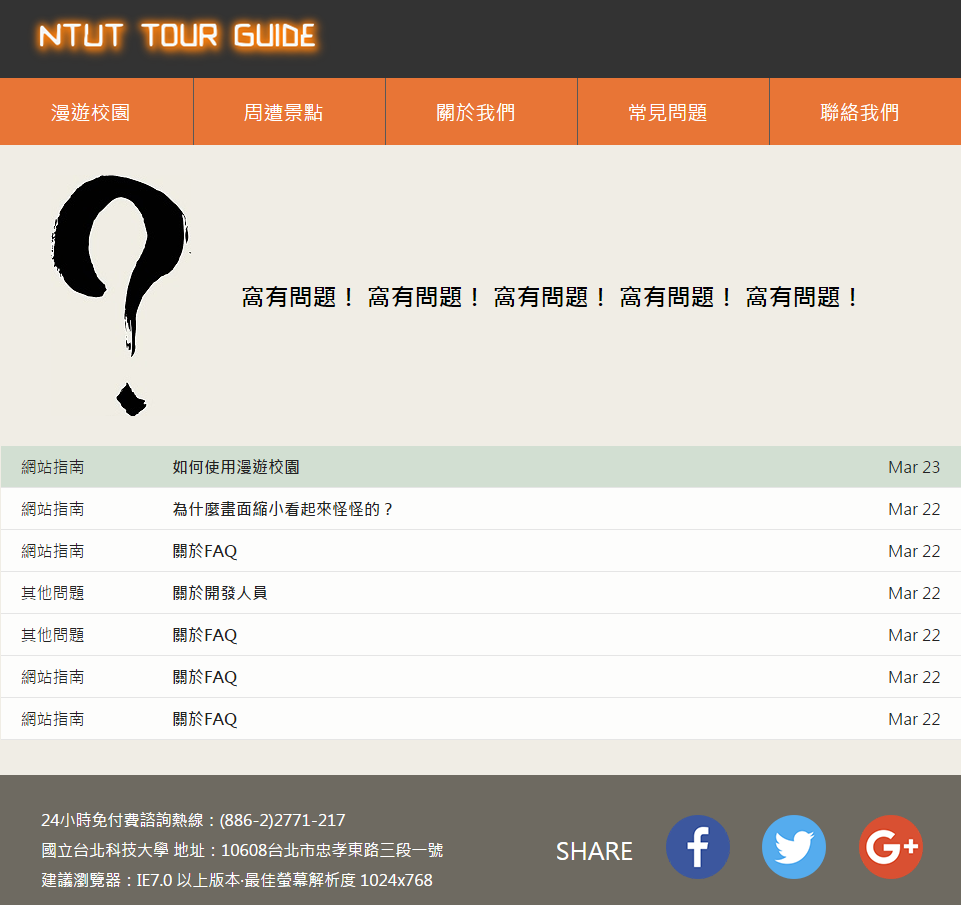 NTUT TOUR GUIDE
漫遊校園 周遭景點 關於我們 常見問題 聯絡我們
?
窩有問題! 窩有問題! 窩有問題! 窩有問題! 窩有問題!
網站指南 如何使用漫遊校園 Mar 23
網站指南 為什麼畫面縮小看起來怪怪的? Mar 22
網站指南 關於FAQ Mar 22
其他問題 關於開發人員 Mar 22
其他問題 關於FAQ Mar 22
網站指南 關於FAQ Mar 22
網站指南 關於FAQ Mar 22
24小時免付費諮詢熱線:(886-2)2771-217
國立台北科技大學 地址:10608台北市忠孝東路三段一號
建議瀏覽器:IE7.0 以上版本‧最佳螢幕解析度 1024x768
SHARE f G+